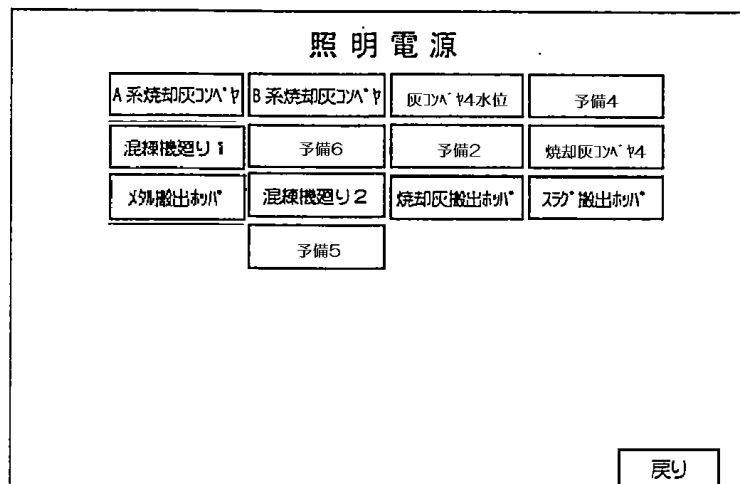 照明電源
A系焼却灰コンベヤ B系焼却灰コンベヤ 灰コンベヤ4水位 予備4
混練機廻り1 予備6 予備2 焼却灰コンベヤ4
メタル搬出ホッパ 混練機廻り2 焼却灰搬出ホッパ スラグ搬出ホッパ
予備5
戻り